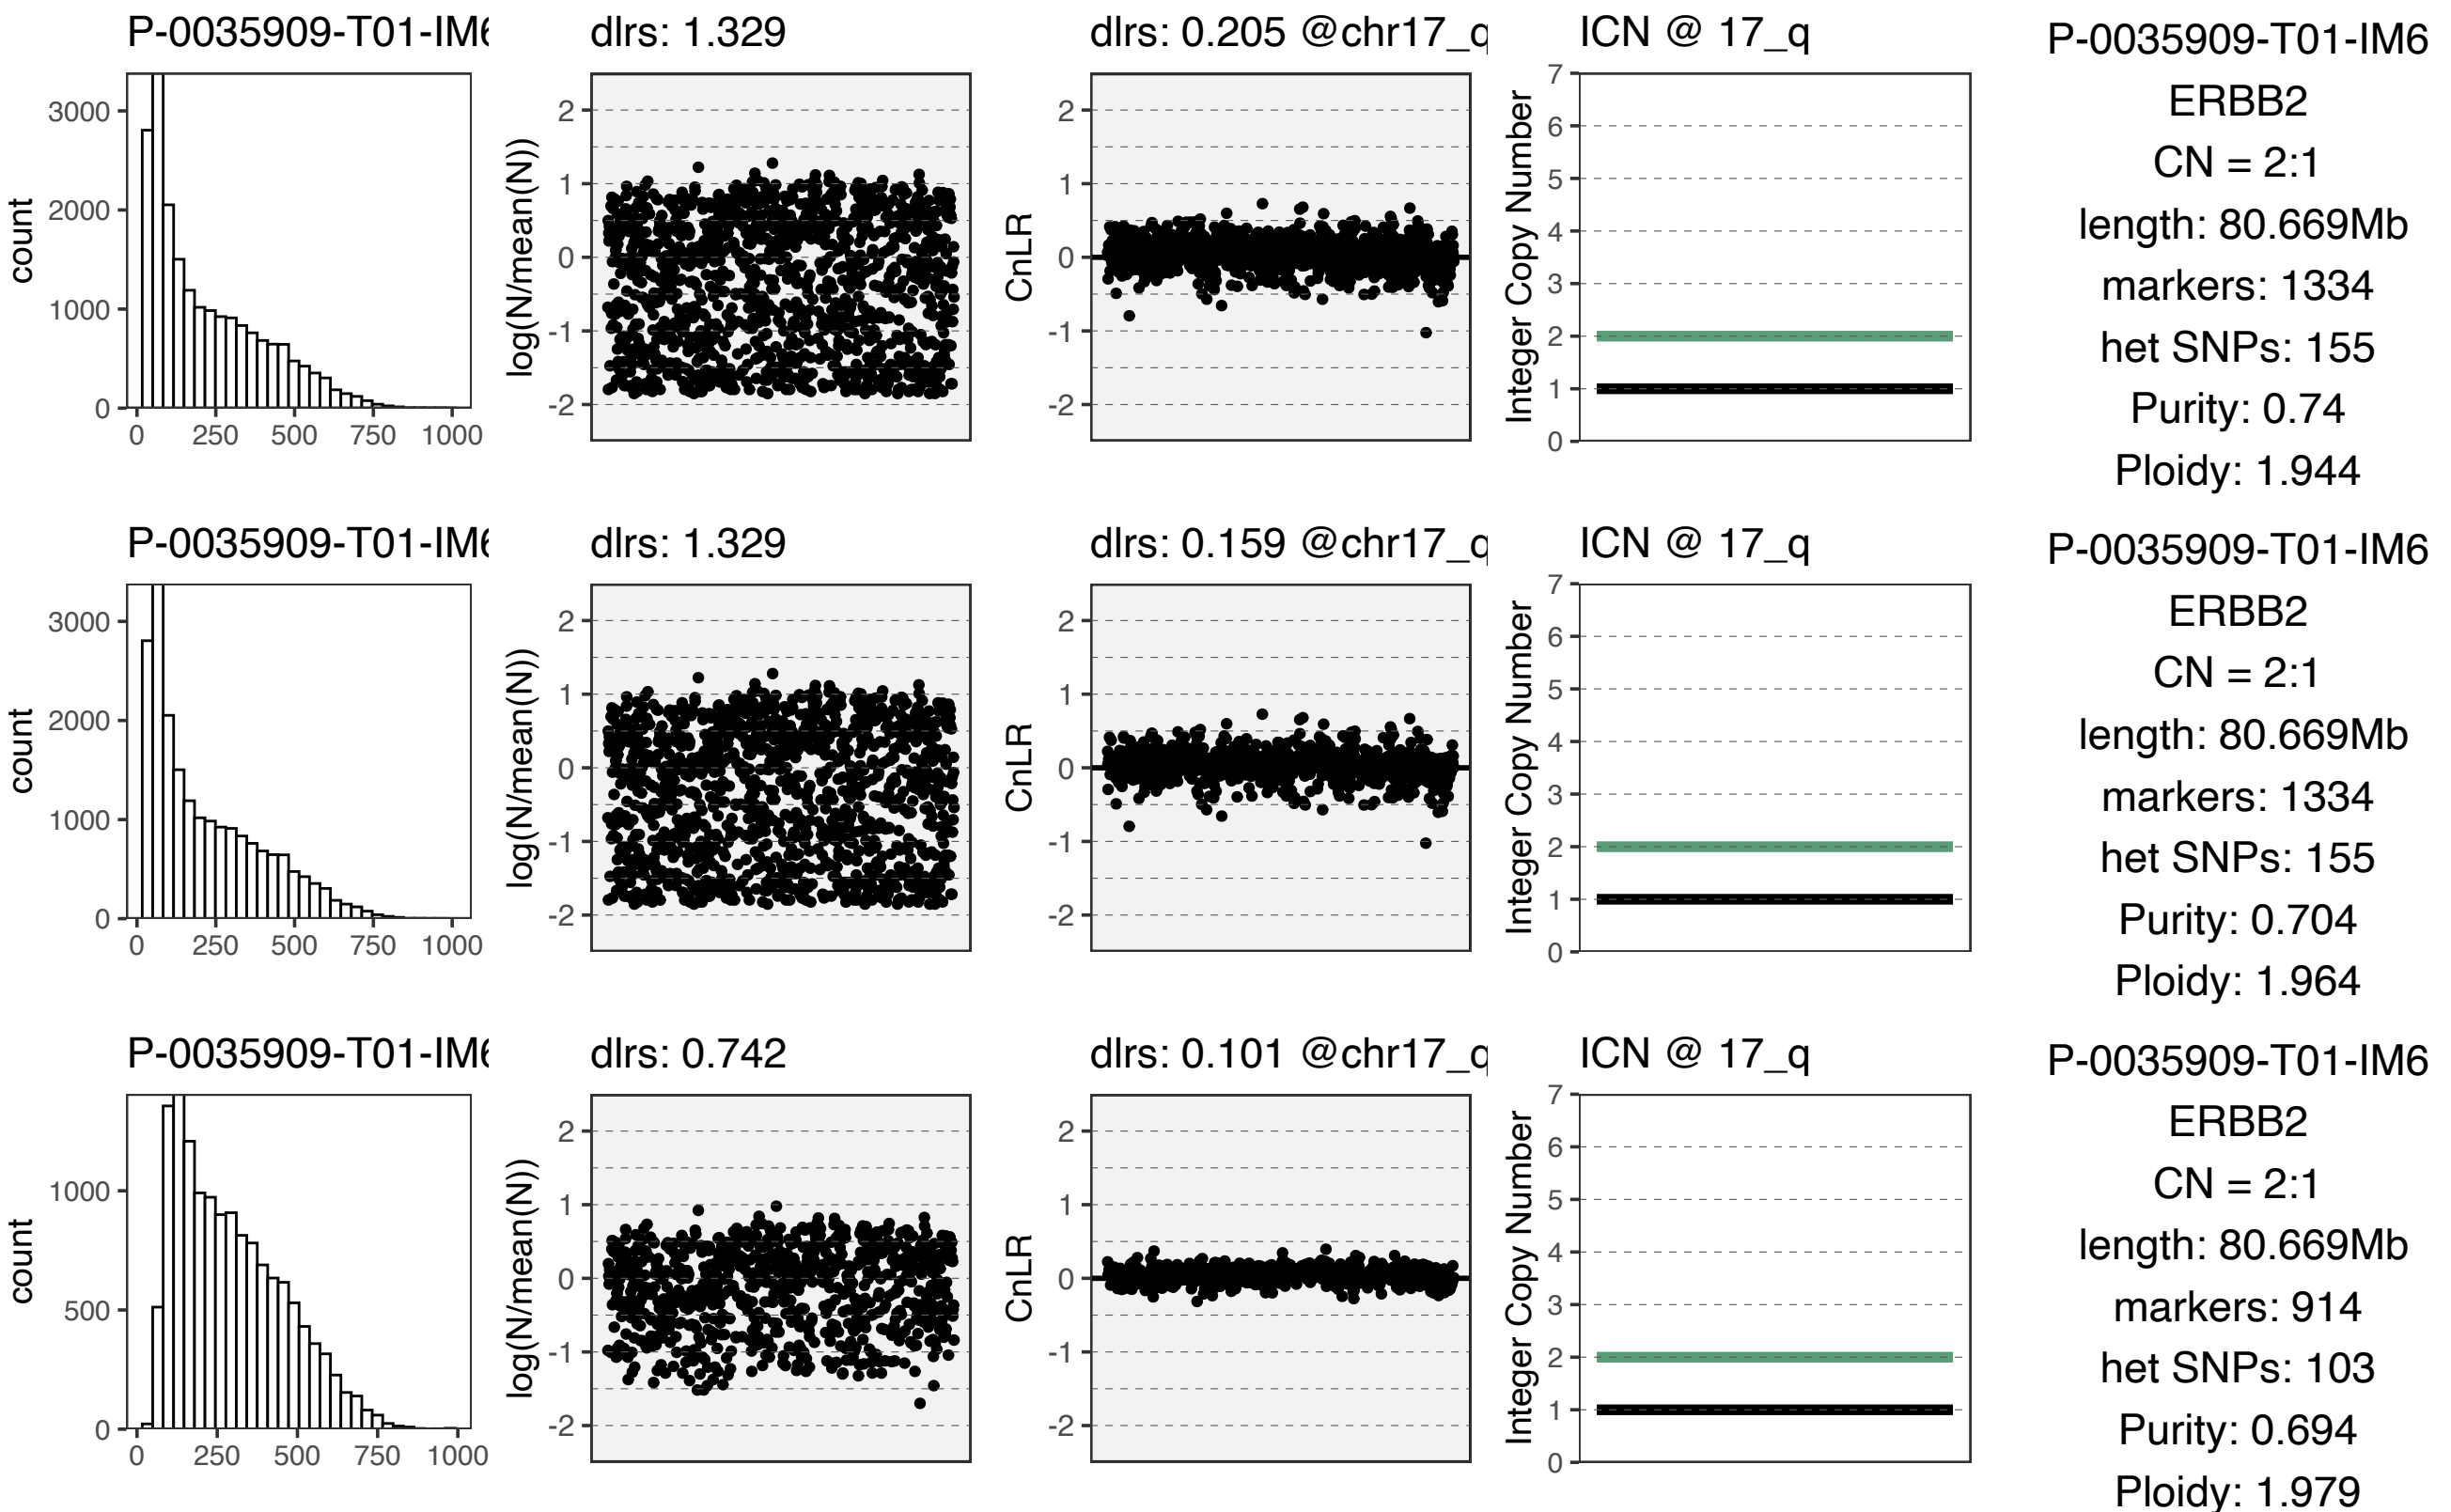 P-0035909-T01-IM6
dlrs: 1.329
dlrs: 0.205 @chr17_q
ICN @ 17_q
P-0035909-T01-IM6
ERBB2
CN = 2:1
length: 80.669Mb
markers: 1334
het SNPs: 155
Purity: 0.74
Ploidy: 1.944
count
3000
2000
1000
0
0 250 500 750 1000
log(N/mean(N))
2
1
0
-1
-2
CnLR
2
1
0
-1
-2
Integer Copy Number
7
6
5
4
3
2
1
0
P-0035909-T01-IM6
dlrs: 1.329
dlrs: 0.159 @chr17_q
ICN @ 17_q
P-0035909-T01-IM6
ERBB2
CN = 2:1
length: 80.669Mb
markers: 1334
het SNPs: 155
Purity: 0.704
Ploidy: 1.964
count
3000
2000
1000
0
0 250 500 750 1000
log(N/mean(N))
2
1
0
-1
-2
CnLR
2
1
0
-1
-2
Integer Copy Number
7
6
5
4
3
2
1
0
P-0035909-T01-IM6
dlrs: 0.742
dlrs: 0.101 @chr17_q
ICN @ 17_q
P-0035909-T01-IM6
ERBB2
CN = 2:1
length: 80.669Mb
markers: 914
het SNPs: 103
Purity: 0.694
Ploidy: 1.979
count
1000
500
0
0 250 500 750 1000
log(N/mean(N))
2
1
0
-1
-2
CnLR
2
1
0
-1
-2
Integer Copy Number
7
6
5
4
3
2
1
0